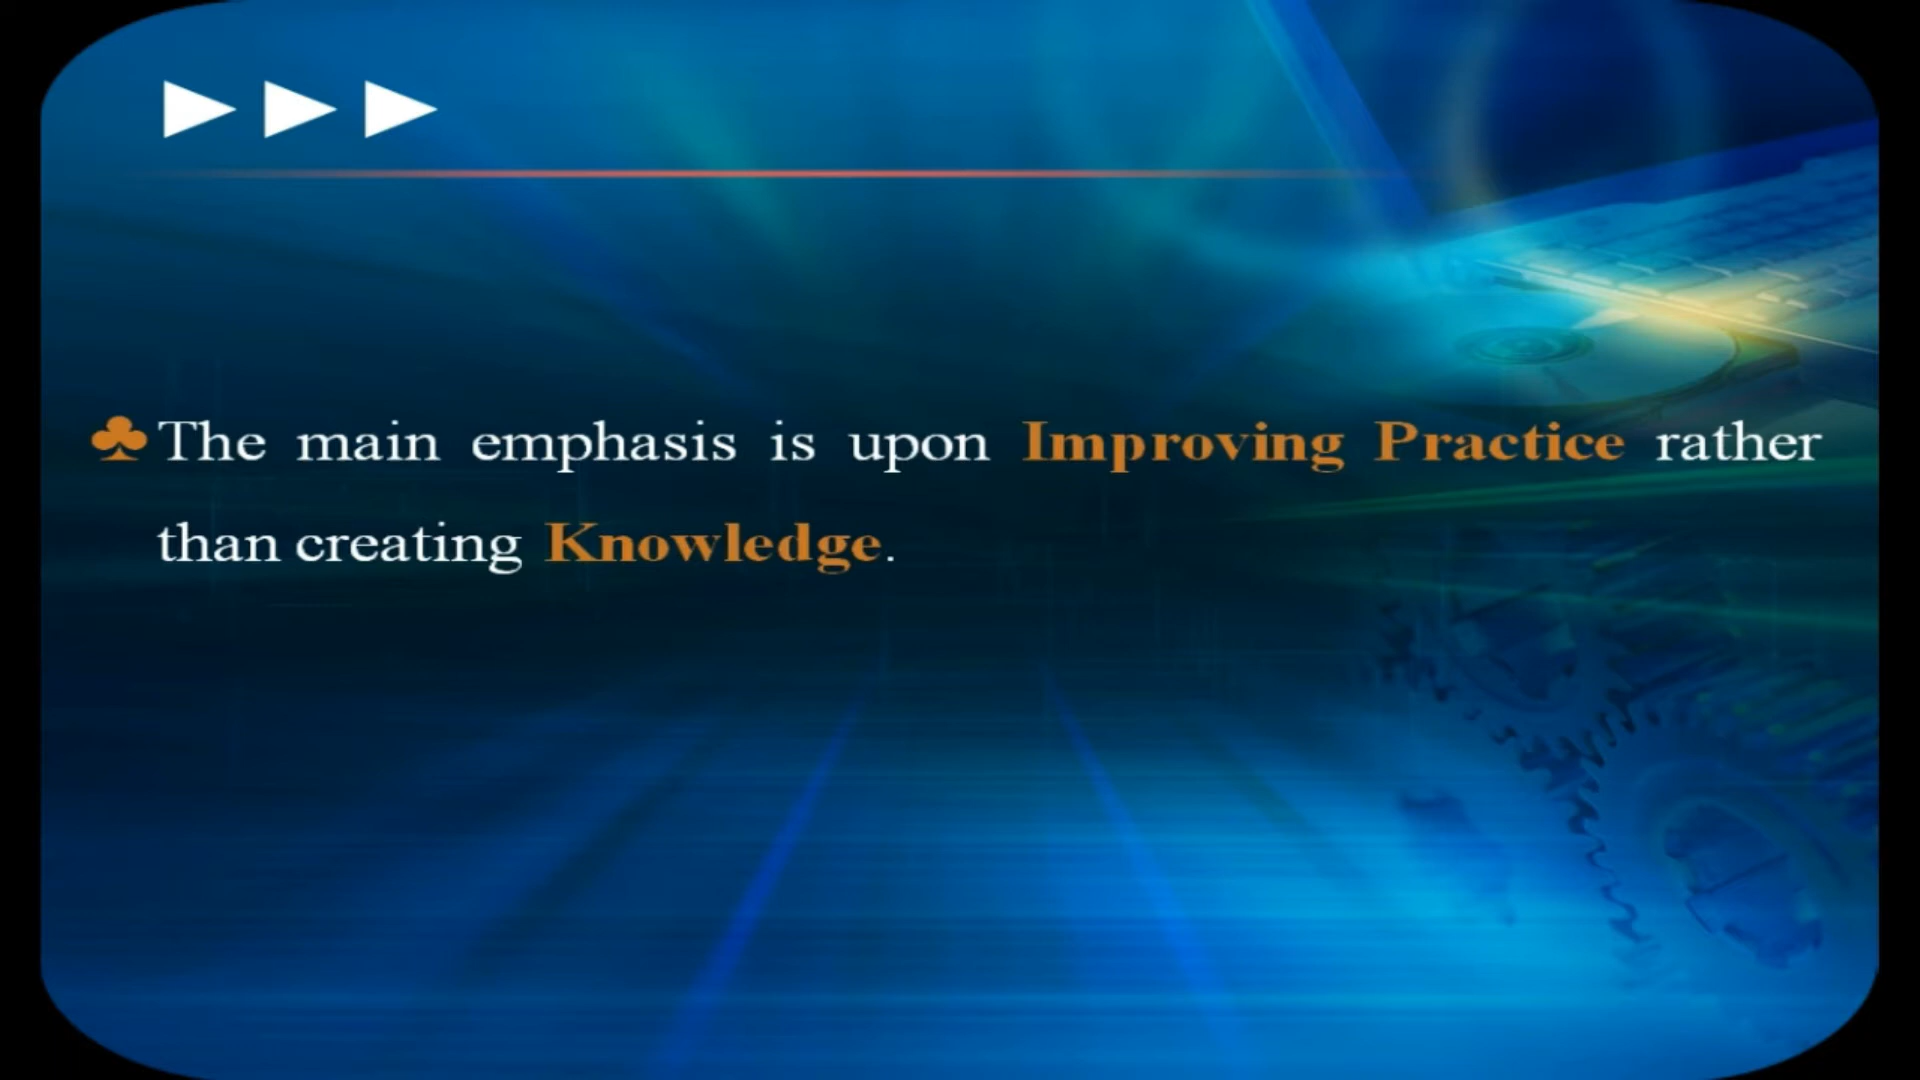 The main emphasis is upon Improving Practice rather
than creating Knowledge.